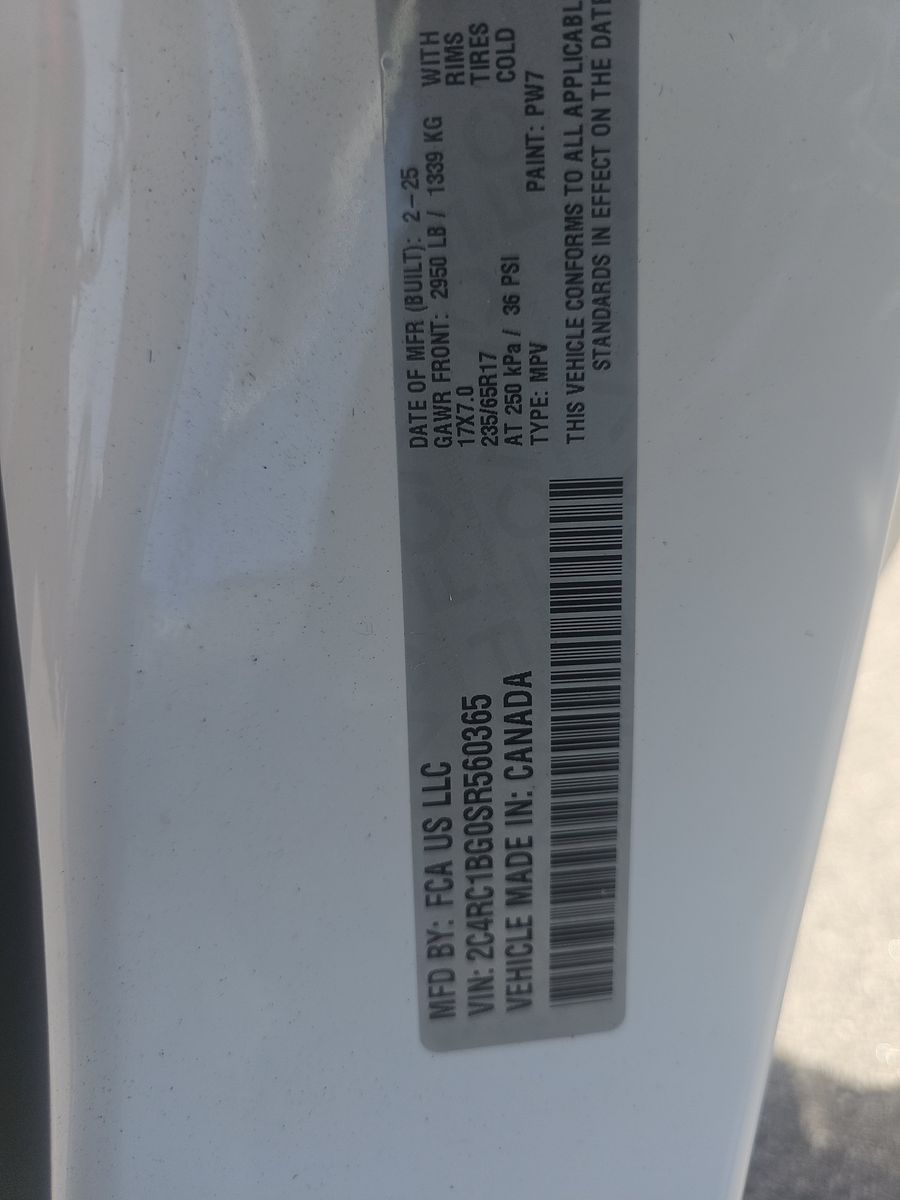 MFD BY: FCA US LLC
VIN: 2C4RC1BG0SR560365
VEHICLE MADE IN: CANADA
DATE OF MFR (BUILT): 2-25
GAWR FRONT: 2950 LB / 1339 KG WITH
17X7.0 RIMS
235/65R17 TIRES
AT 250 kPa / 36 PSI COLD
TYPE: MPV PAINT: PW7
THIS VEHICLE CONFORMS TO ALL APPLICABL
STANDARDS IN EFFECT ON THE DAT